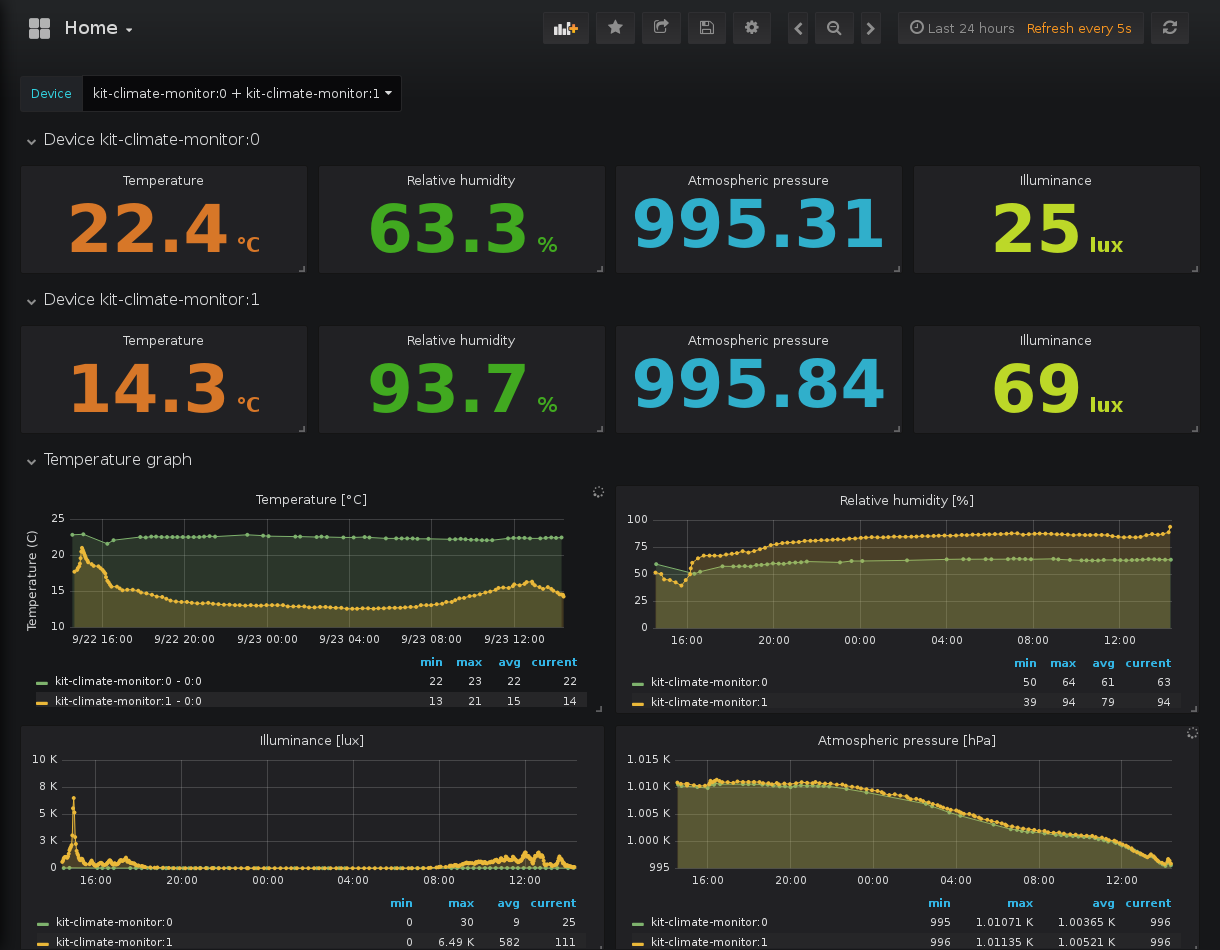 Home
Last 24 hours Refresh every 5s
Device kit-climate-monitor:0 + kit-climate-monitor:1
Device kit-climate-monitor:0
Temperature Relative humidity Atmospheric pressure Illuminance
22.4 °C 63.3 % 995.31 25 lux
Device kit-climate-monitor:1
Temperature Relative humidity Atmospheric pressure Illuminance
14.3 °C 93.7 % 995.84 69 lux
Temperature graph
Temperature [°C]
Temperature (C)
25
20
15
10
9/22 16:00 9/22 20:00 9/23 00:00 9/23 04:00 9/23 08:00 9/23 12:00
min max avg current
kit-climate-monitor:0 - 0:0 22 23 22 22
kit-climate-monitor:1 - 0:0 13 21 15 14
Relative humidity [%]
100
75
50
25
0
16:00 20:00 00:00 04:00 08:00 12:00
min max avg current
kit-climate-monitor:0 50 64 61 63
kit-climate-monitor:1 39 94 79 94
Illuminance [lux]
10 K
8 K
5 K
3 K
0
16:00 20:00 00:00 04:00 08:00 12:00
min max avg current
kit-climate-monitor:0 0 30 9 25
kit-climate-monitor:1 0 6.49 K 582 111
Atmospheric pressure [hPa]
1.015 K
1.010 K
1.005 K
1.000 K
995
16:00 20:00 00:00 04:00 08:00 12:00
min max avg current
kit-climate-monitor:0 995 1.01071 K 1.00365 K 996
kit-climate-monitor:1 996 1.01135 K 1.00521 K 996